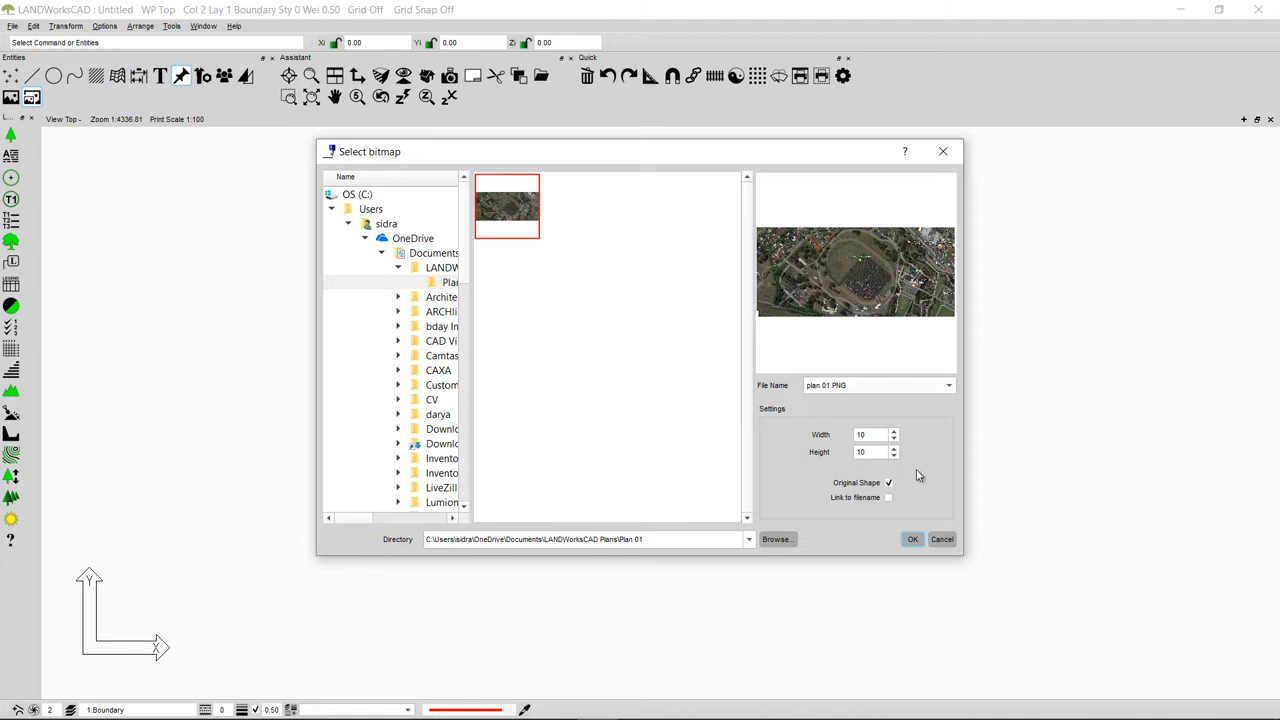 LANDWorksCAD : Untitled WP Top Col 2 Lay 1 Boundary Sty 0 Wei 0.50 Grid Off Grid Snap Off
File Edit Transform Options Arrange Tools Window Help
Select Command or Entities Xi 0.00 Yi 0.00 Zi 0.00
Entities Assistant Quick
L...
View Top - Zoom 1:4336.81 Print Scale 1:100
Select bitmap
Name
OS (C:)
Users
sidra
OneDrive
Documents
LANDW
Plan
Archite
ARCHli
bday In
CAD Vi
Camtas
CAXA
Custom
CV
darya
Downlo
Downlo
Invento
Invento
LiveZill
Lumion
File Name plan 01.PNG
Settings
Width 10
Height 10
Original Shape
Link to filename
Directory C:\Users\sidra\OneDrive\Documents\LANDWorksCAD Plans\Plan 01 Browse... OK Cancel
Y
X
2 1:Boundary 0 0.50